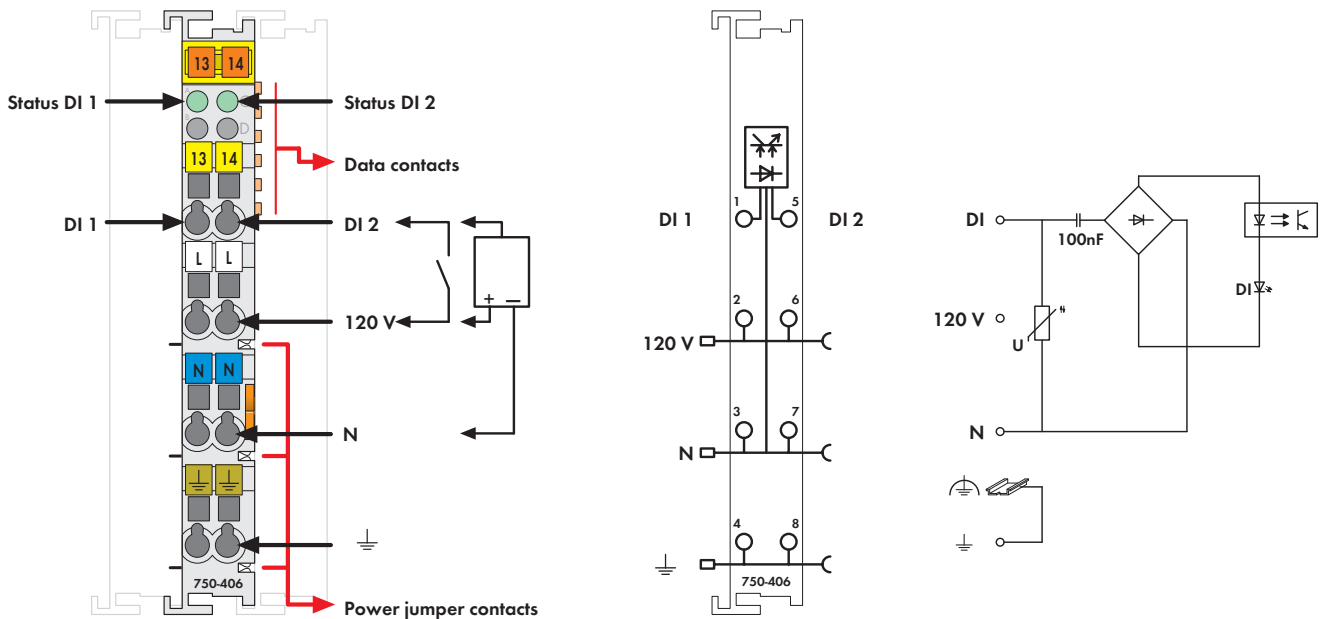 13 14
A C
B D
Status DI 1
Status DI 2
13 14
Data contacts
DI 1
DI 2
L L
+ –
120 V
N N
N
750-406
Power jumper contacts
1 5
DI 1
DI 2
2 6
120 V
3 7
N
4 8
750-406
DI
100nF
DI
120 V
U
N